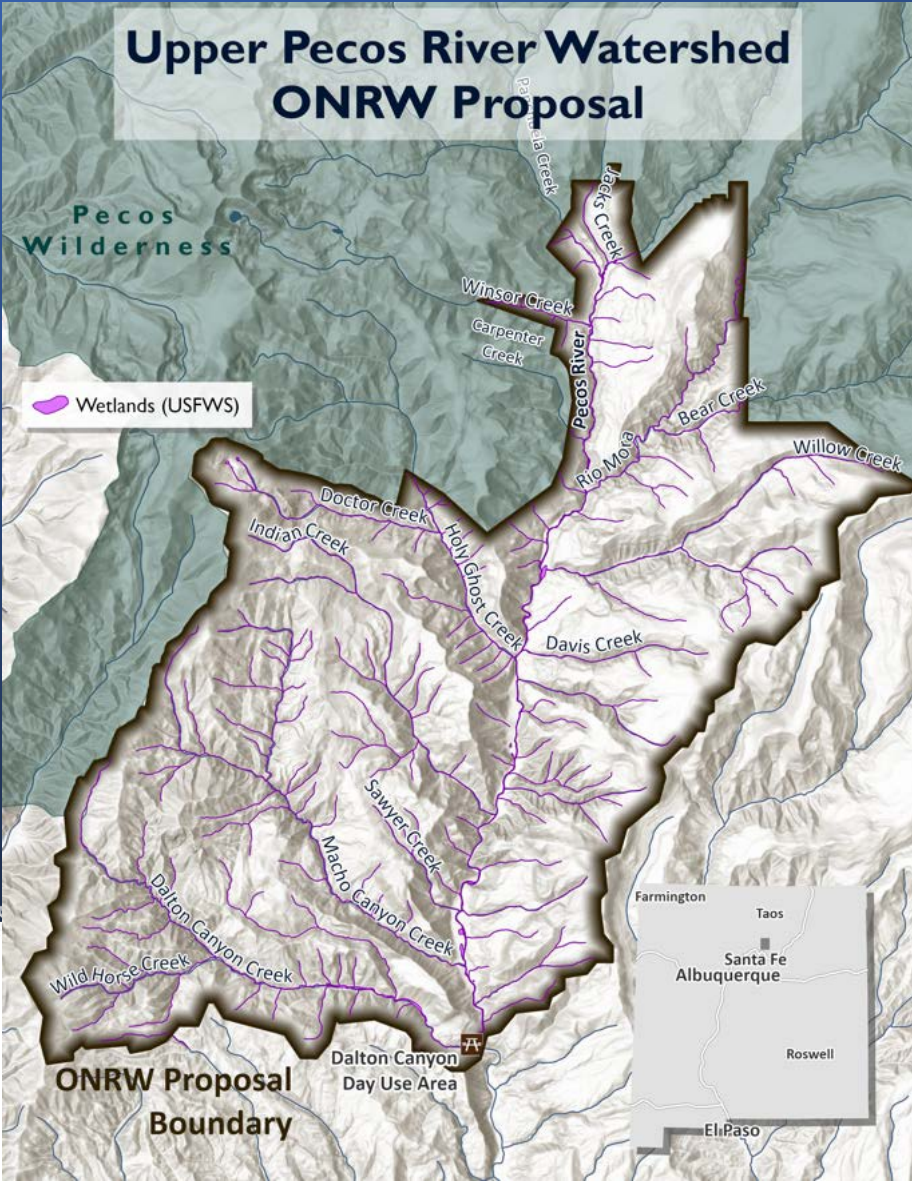 Upper Pecos River Watershed
ONRW Proposal
Panchuela Creek
Jacks Creek
Pecos
Wilderness
Winsor Creek
Carpenter
Creek
Pecos River
Wetlands (USFWS)
Bear Creek
Rio Mora
Willow Creek
Doctor Creek
Indian Creek
Holy Ghost Creek
Davis Creek
Sawyer Creek
Macho Canyon Creek
Dalton Canyon Creek
Wild Horse Creek
Farmington
Taos
Santa Fe
Albuquerque
Roswell
El Paso
Dalton Canyon
Day Use Area
ONRW Proposal
Boundary